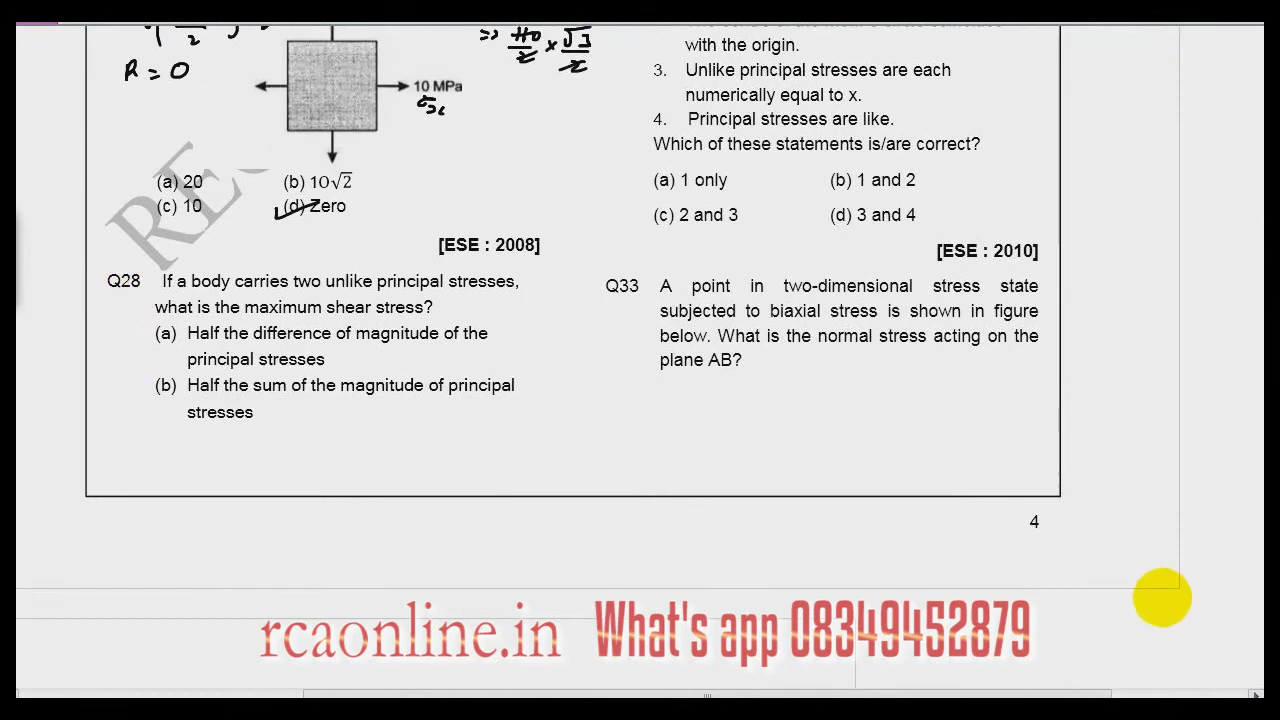 R = 0
10 MPa
(a) 20 (b) 10√2
(c) 10 (d) Zero
[ESE : 2008]
Q28 If a body carries two unlike principal stresses,
what is the maximum shear stress?
(a) Half the difference of magnitude of the
principal stresses
(b) Half the sum of the magnitude of principal
stresses
with the origin.
3. Unlike principal stresses are each
numerically equal to x.
4. Principal stresses are like.
Which of these statements is/are correct?
(a) 1 only (b) 1 and 2
(c) 2 and 3 (d) 3 and 4
[ESE : 2010]
Q33 A point in two-dimensional stress state
subjected to biaxial stress is shown in figure
below. What is the normal stress acting on the
plane AB?
4
rcaonline.in What's app 08349452879